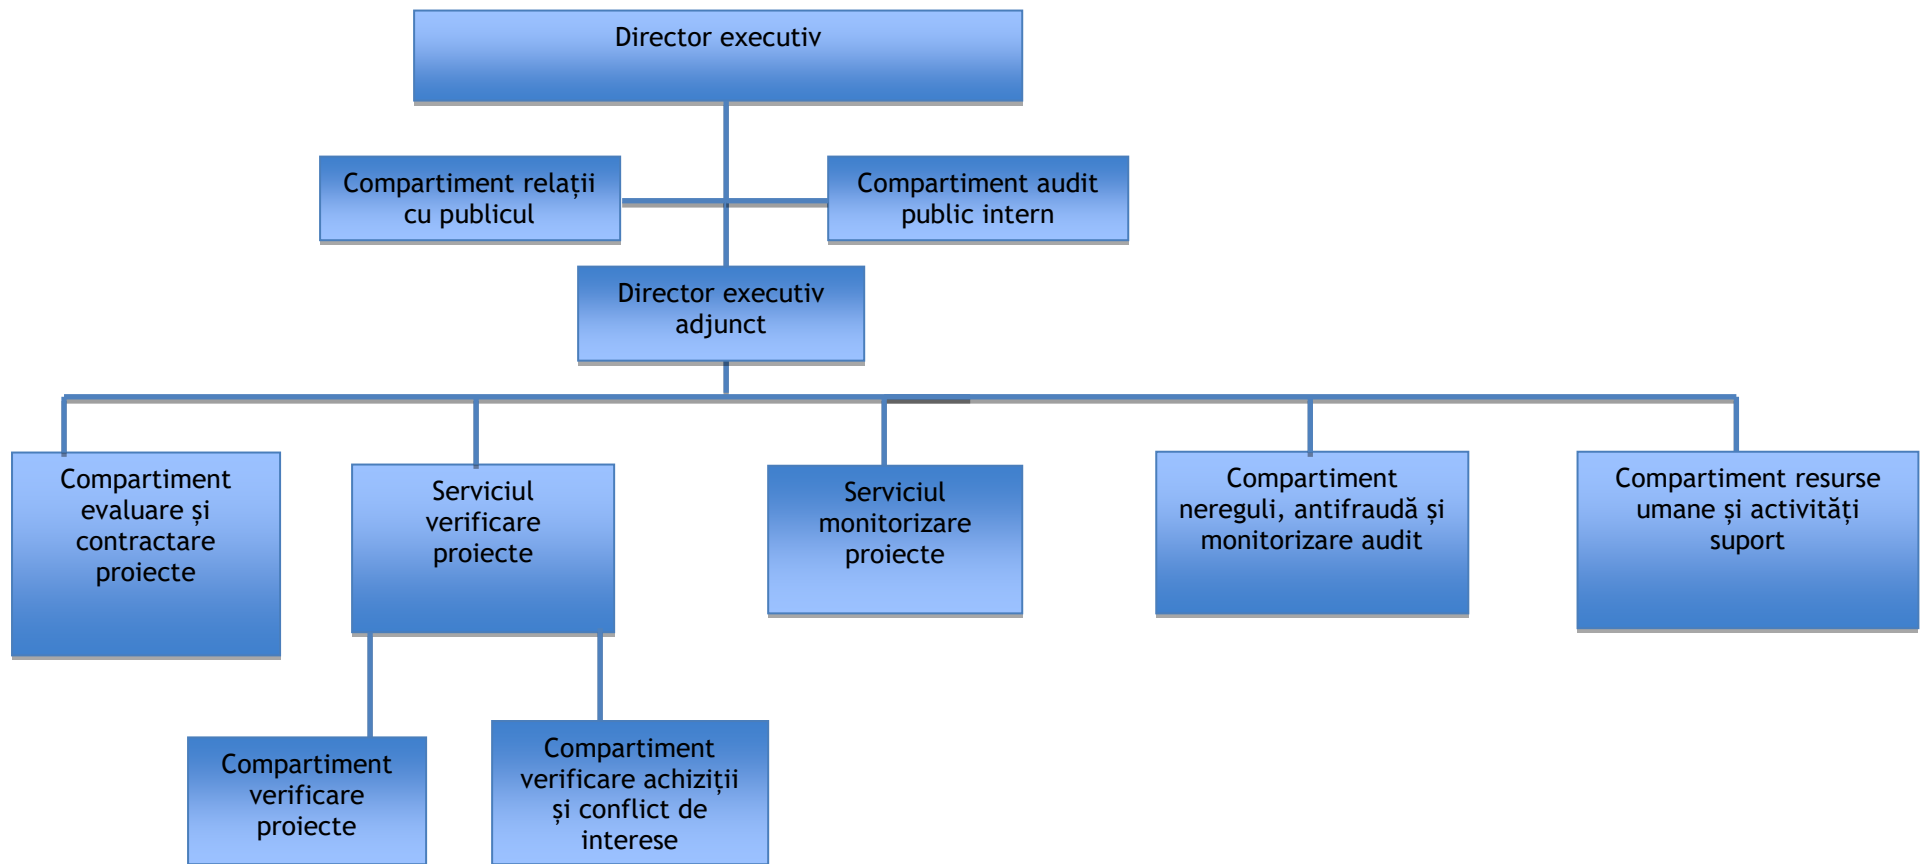 Director executiv
Compartiment relații
cu publicul
Compartiment audit
public intern
Director executiv
adjunct
Compartiment
evaluare și
contractare
proiecte
Serviciul
verificare
proiecte
Serviciul
monitorizare
proiecte
Compartiment
nereguli, antifraudă și
monitorizare audit
Compartiment resurse
umane și activități
suport
Compartiment
verificare
proiecte
Compartiment
verificare achiziții
și conflict de
interese